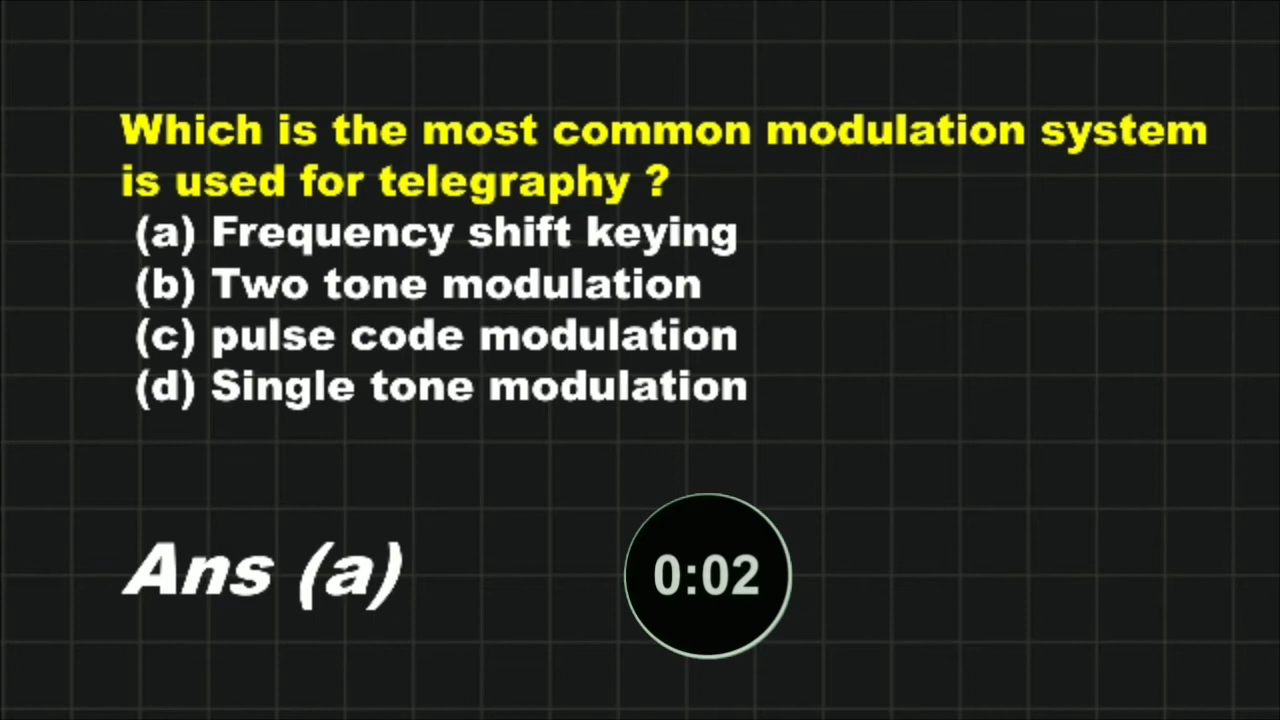 Which is the most common modulation system
is used for telegraphy ?
(a) Frequency shift keying
(b) Two tone modulation
(c) pulse code modulation
(d) Single tone modulation
Ans (a)
0:02